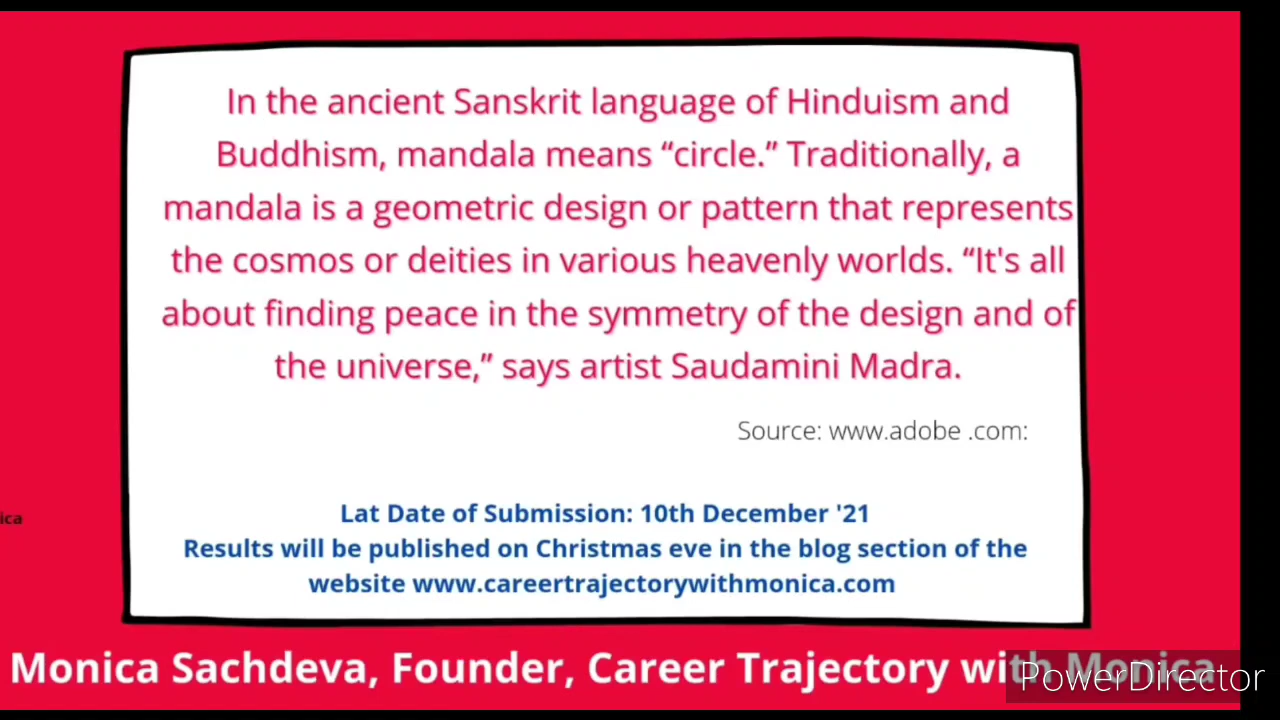 In the ancient Sanskrit language of Hinduism and
Buddhism, mandala means “circle.” Traditionally, a
mandala is a geometric design or pattern that represents
the cosmos or deities in various heavenly worlds. “It's all
about finding peace in the symmetry of the design and of
the universe,” says artist Saudamini Madra.
Source: www.adobe .com:
Lat Date of Submission: 10th December '21
ica
Results will be published on Christmas eve in the blog section of the
website www.careertrajectorywithmonica.com
Monica Sachdeva, Founder, Career Trajectory with Monica
PowerDirector